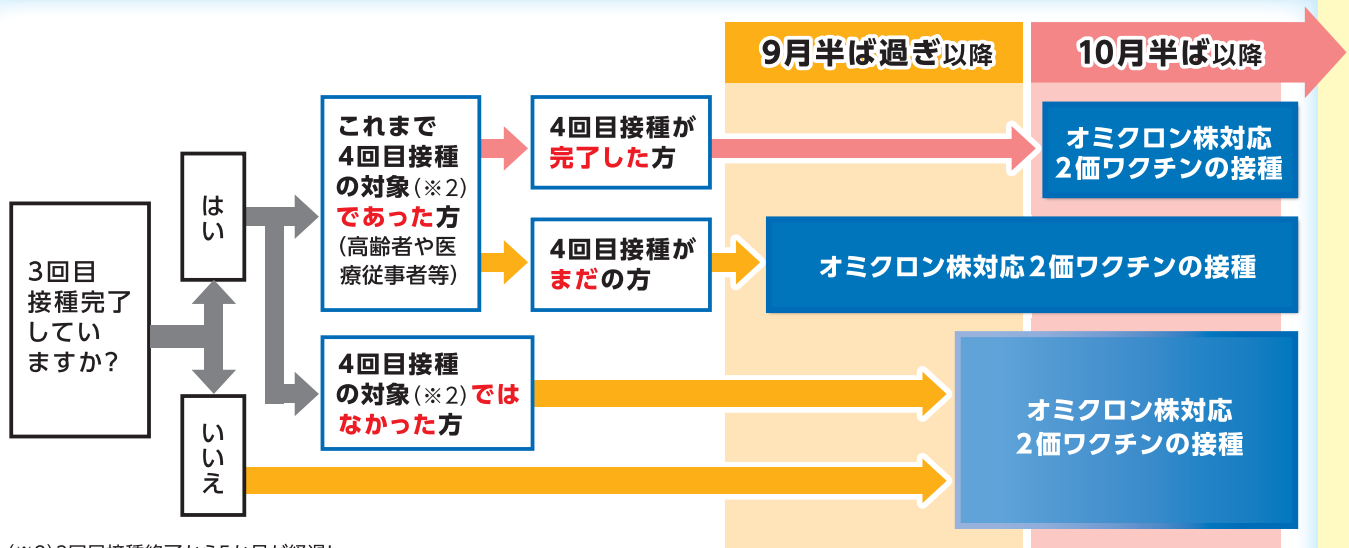 9月半ば過ぎ以降
10月半ば以降
3回目
接種完了
してい
ますか?
はい
いいえ
これまで
4回目接種
の対象(※2)
であった方
(高齢者や医
療従事者等)
4回目接種が
完了した方
オミクロン株対応
2価ワクチンの接種
4回目接種が
まだの方
オミクロン株対応2価ワクチンの接種
4回目接種
の対象(※2)では
なかった方
オミクロン株対応
2価ワクチンの接種